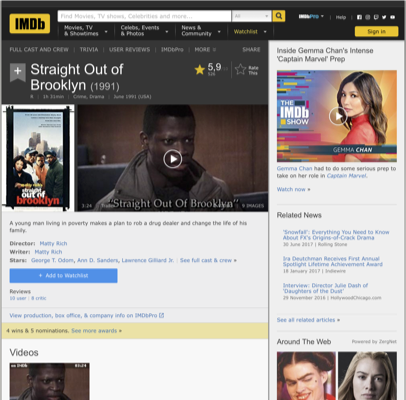 IMDb
Find Movies, TV shows, Celebrities and more...
All
Movies, TV
& Showtimes
Celebs, Events
& Photos
News &
Community
Watchlist
IMDbPro
Help
Sign in
FULL CAST AND CREW | TRIVIA | USER REVIEWS | IMDbPro | MORE
SHARE
Straight Out of
Brooklyn (1991)
5,9
Rate
This
R | 1h 31min | Crime, Drama | June 1991 (USA)
STRAIGHT OUT OF
BROOKLYN
3:24
Straight Out of Brooklyn
9 IMAGES
A young man living in poverty makes a plan to rob a drug dealer and change the life of his
family.
Director: Matty Rich
Writer: Matty Rich
Stars: George T. Odom, Ann D. Sanders, Lawrence Gilliard Jr. | See full cast & crew »
+ Add to Watchlist
Reviews
10 user | 8 critic
View production, box office, & company info on IMDbPro
4 wins & 5 nominations. See more awards »
Videos
03:24
Inside Gemma Chan's Intense
'Captain Marvel' Prep
THE
IMDb
SHOW
GEMMA CHAN
Gemma Chan had to do some serious prep to
take on her role in Captain Marvel.
Watch now »
Related News
'Snowfall': Everything You Need to
Know About FX's Origins-of-Crack Drama
30 June 2017 | Rolling Stone
Ira Deutchman Receives First Annual
Spotlight Lifetime Achievement Award
18 January 2017 | Indiewire
Interview: Director Julie Dash of
'Daughters of the Dust'
29 November 2016 | HollywoodChicago.com
See all related articles »
Around The Web
Powered by ZergNet